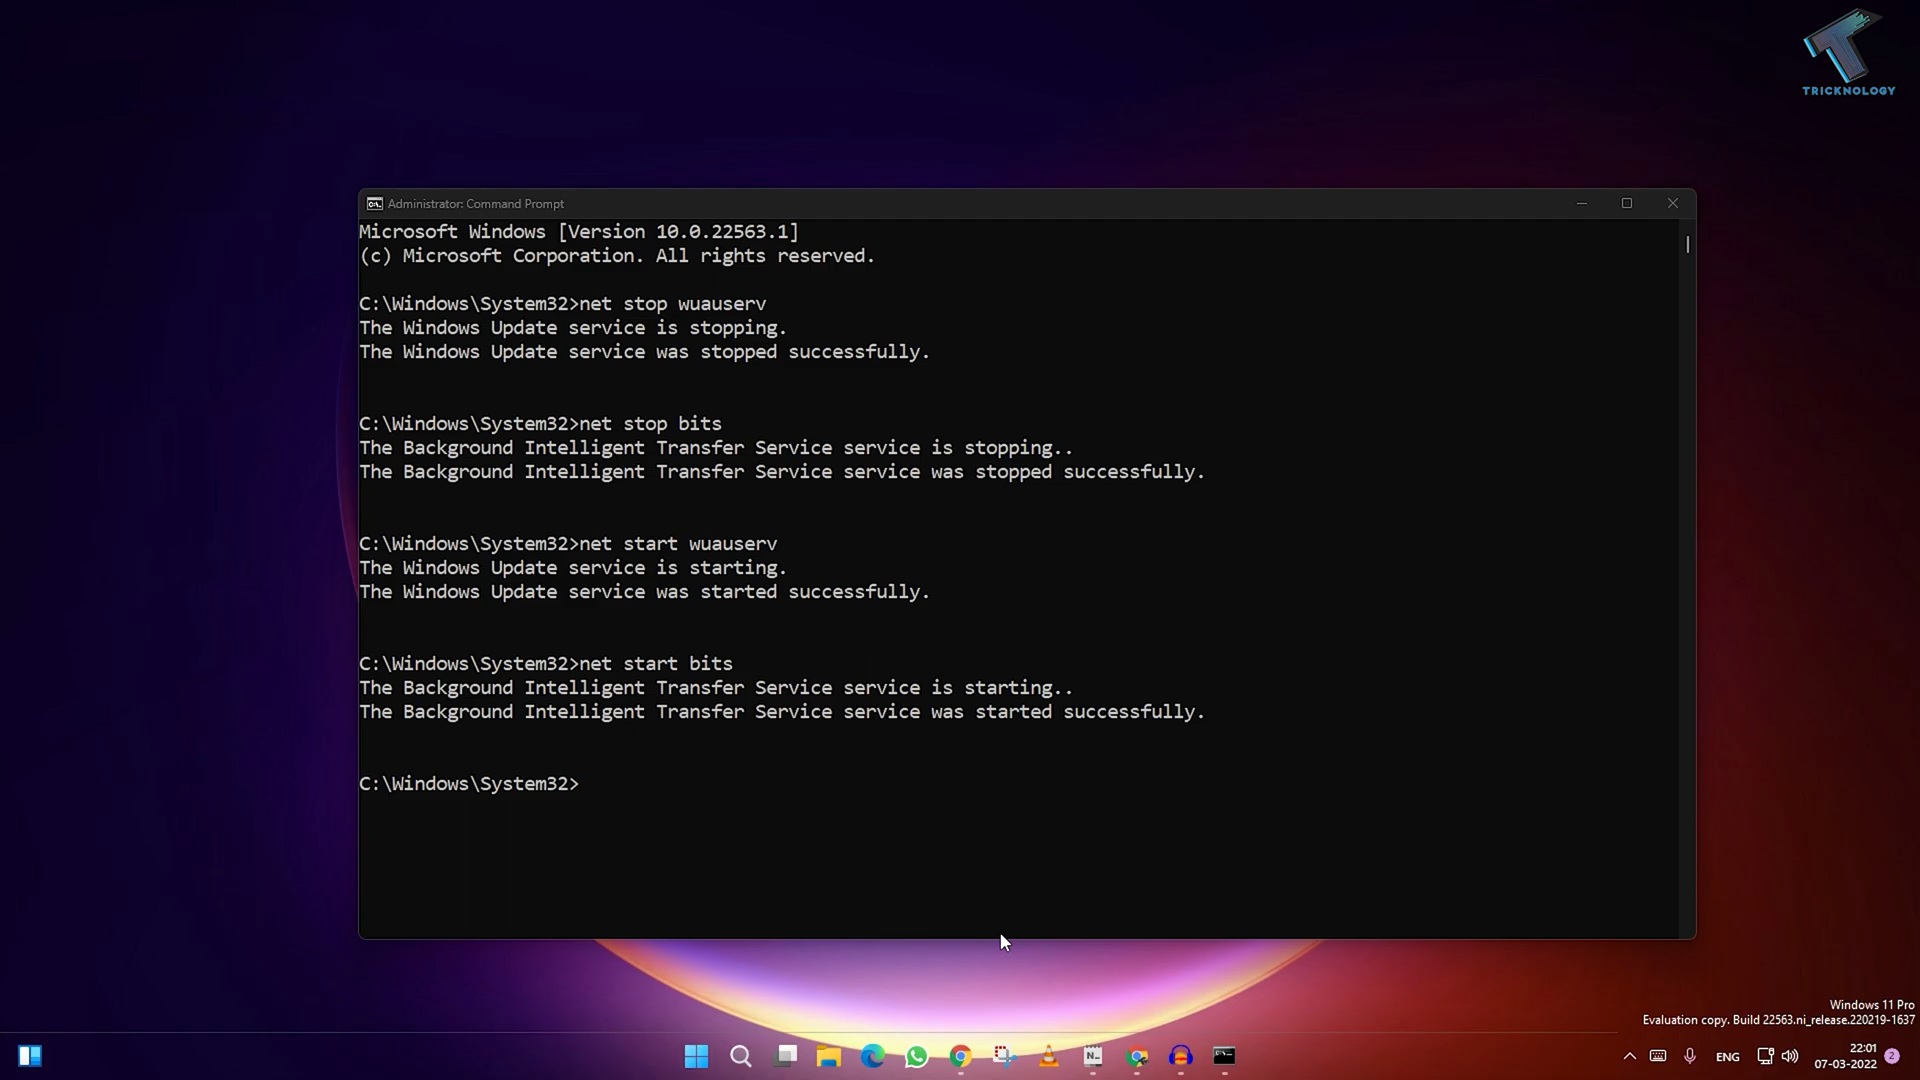 TRICKNOLOGY
Administrator: Command Prompt
Microsoft Windows [Version 10.0.22563.1]
(c) Microsoft Corporation. All rights reserved.
C:\Windows\System32>net stop wuauserv
The Windows Update service is stopping.
The Windows Update service was stopped successfully.
C:\Windows\System32>net stop bits
The Background Intelligent Transfer Service service is stopping..
The Background Intelligent Transfer Service service was stopped successfully.
C:\Windows\System32>net start wuauserv
The Windows Update service is starting.
The Windows Update service was started successfully.
C:\Windows\System32>net start bits
The Background Intelligent Transfer Service service is starting..
The Background Intelligent Transfer Service service was started successfully.
C:\Windows\System32>
Windows 11 Pro
Evaluation copy. Build 22563.ni_release.220219-1637
ENG
22:01
07-03-2022
2